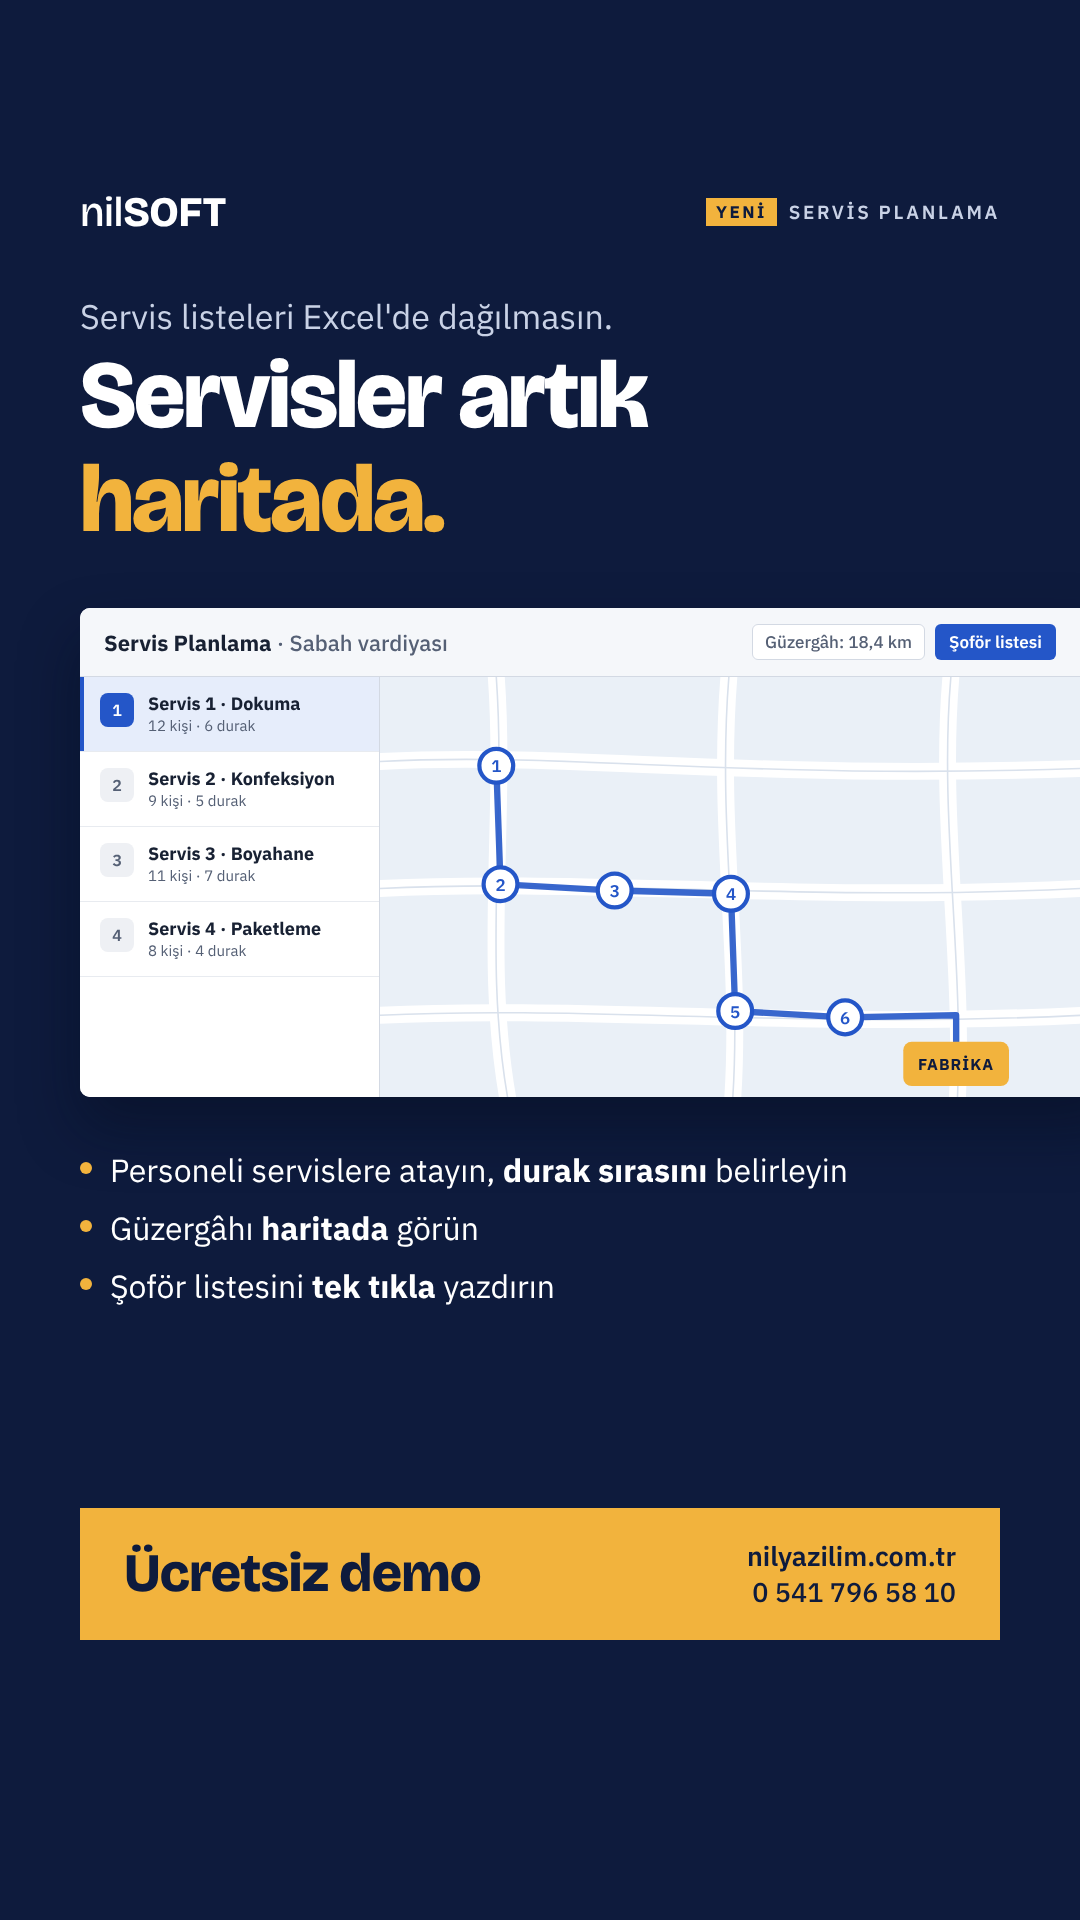 nilSOFT
YENİ SERVİS PLANLAMA
Servis listeleri Excel'de dağılmasın.
Servisler artık
haritada.
Servis Planlama · Sabah vardiyası
Güzergâh: 18,4 km
Şoför listesi
1
Servis 1 · Dokuma
12 kişi · 6 durak
2
Servis 2 · Konfeksiyon
9 kişi · 5 durak
3
Servis 3 · Boyahane
11 kişi · 7 durak
4
Servis 4 · Paketleme
8 kişi · 4 durak
1
2
3
4
5
6
FABRİKA
Personeli servislere atayın, durak sırasını belirleyin
Güzergâhı haritada görün
Şoför listesini tek tıkla yazdırın
Ücretsiz demo
nilyazilim.com.tr
0 541 796 58 10